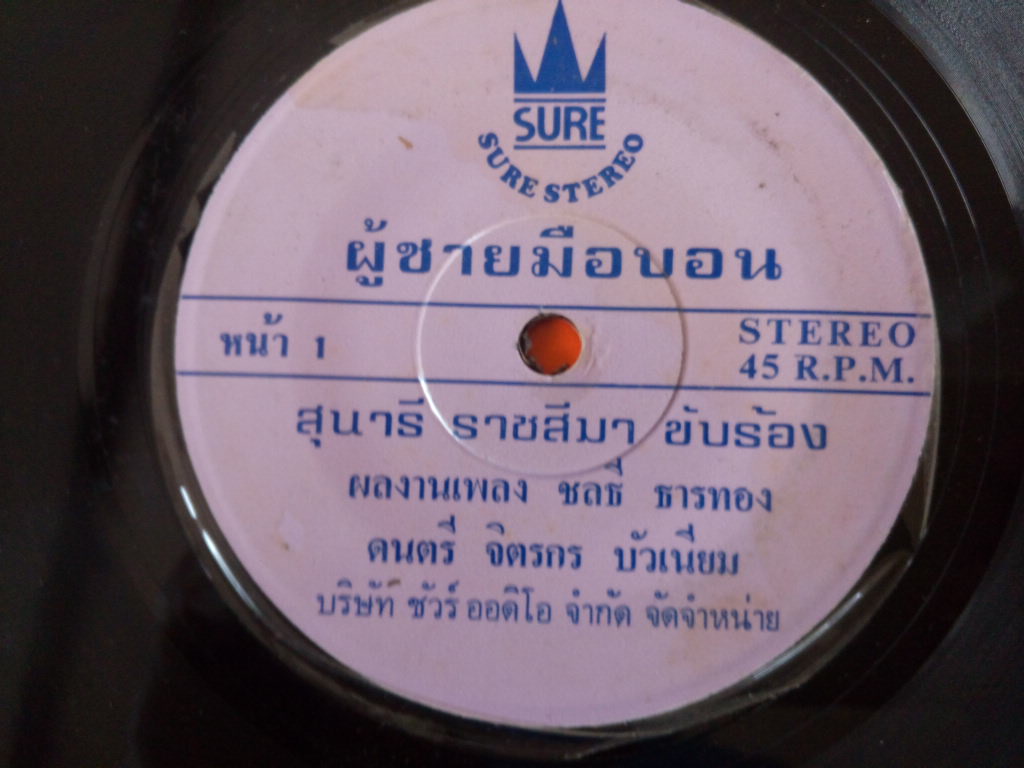 SURE
SURE STEREO
ผู้ชายมือบอน
หน้า 1
STEREO
45 R.P.M.
สุนารี ราชสีมา ขับร้อง
ผลงานเพลง ชลธี ธารทอง
ดนตรี จิตรกร บัวเนียม
บริษัท ชัวร์ ออดิโอ จำกัด จัดจำหน่าย